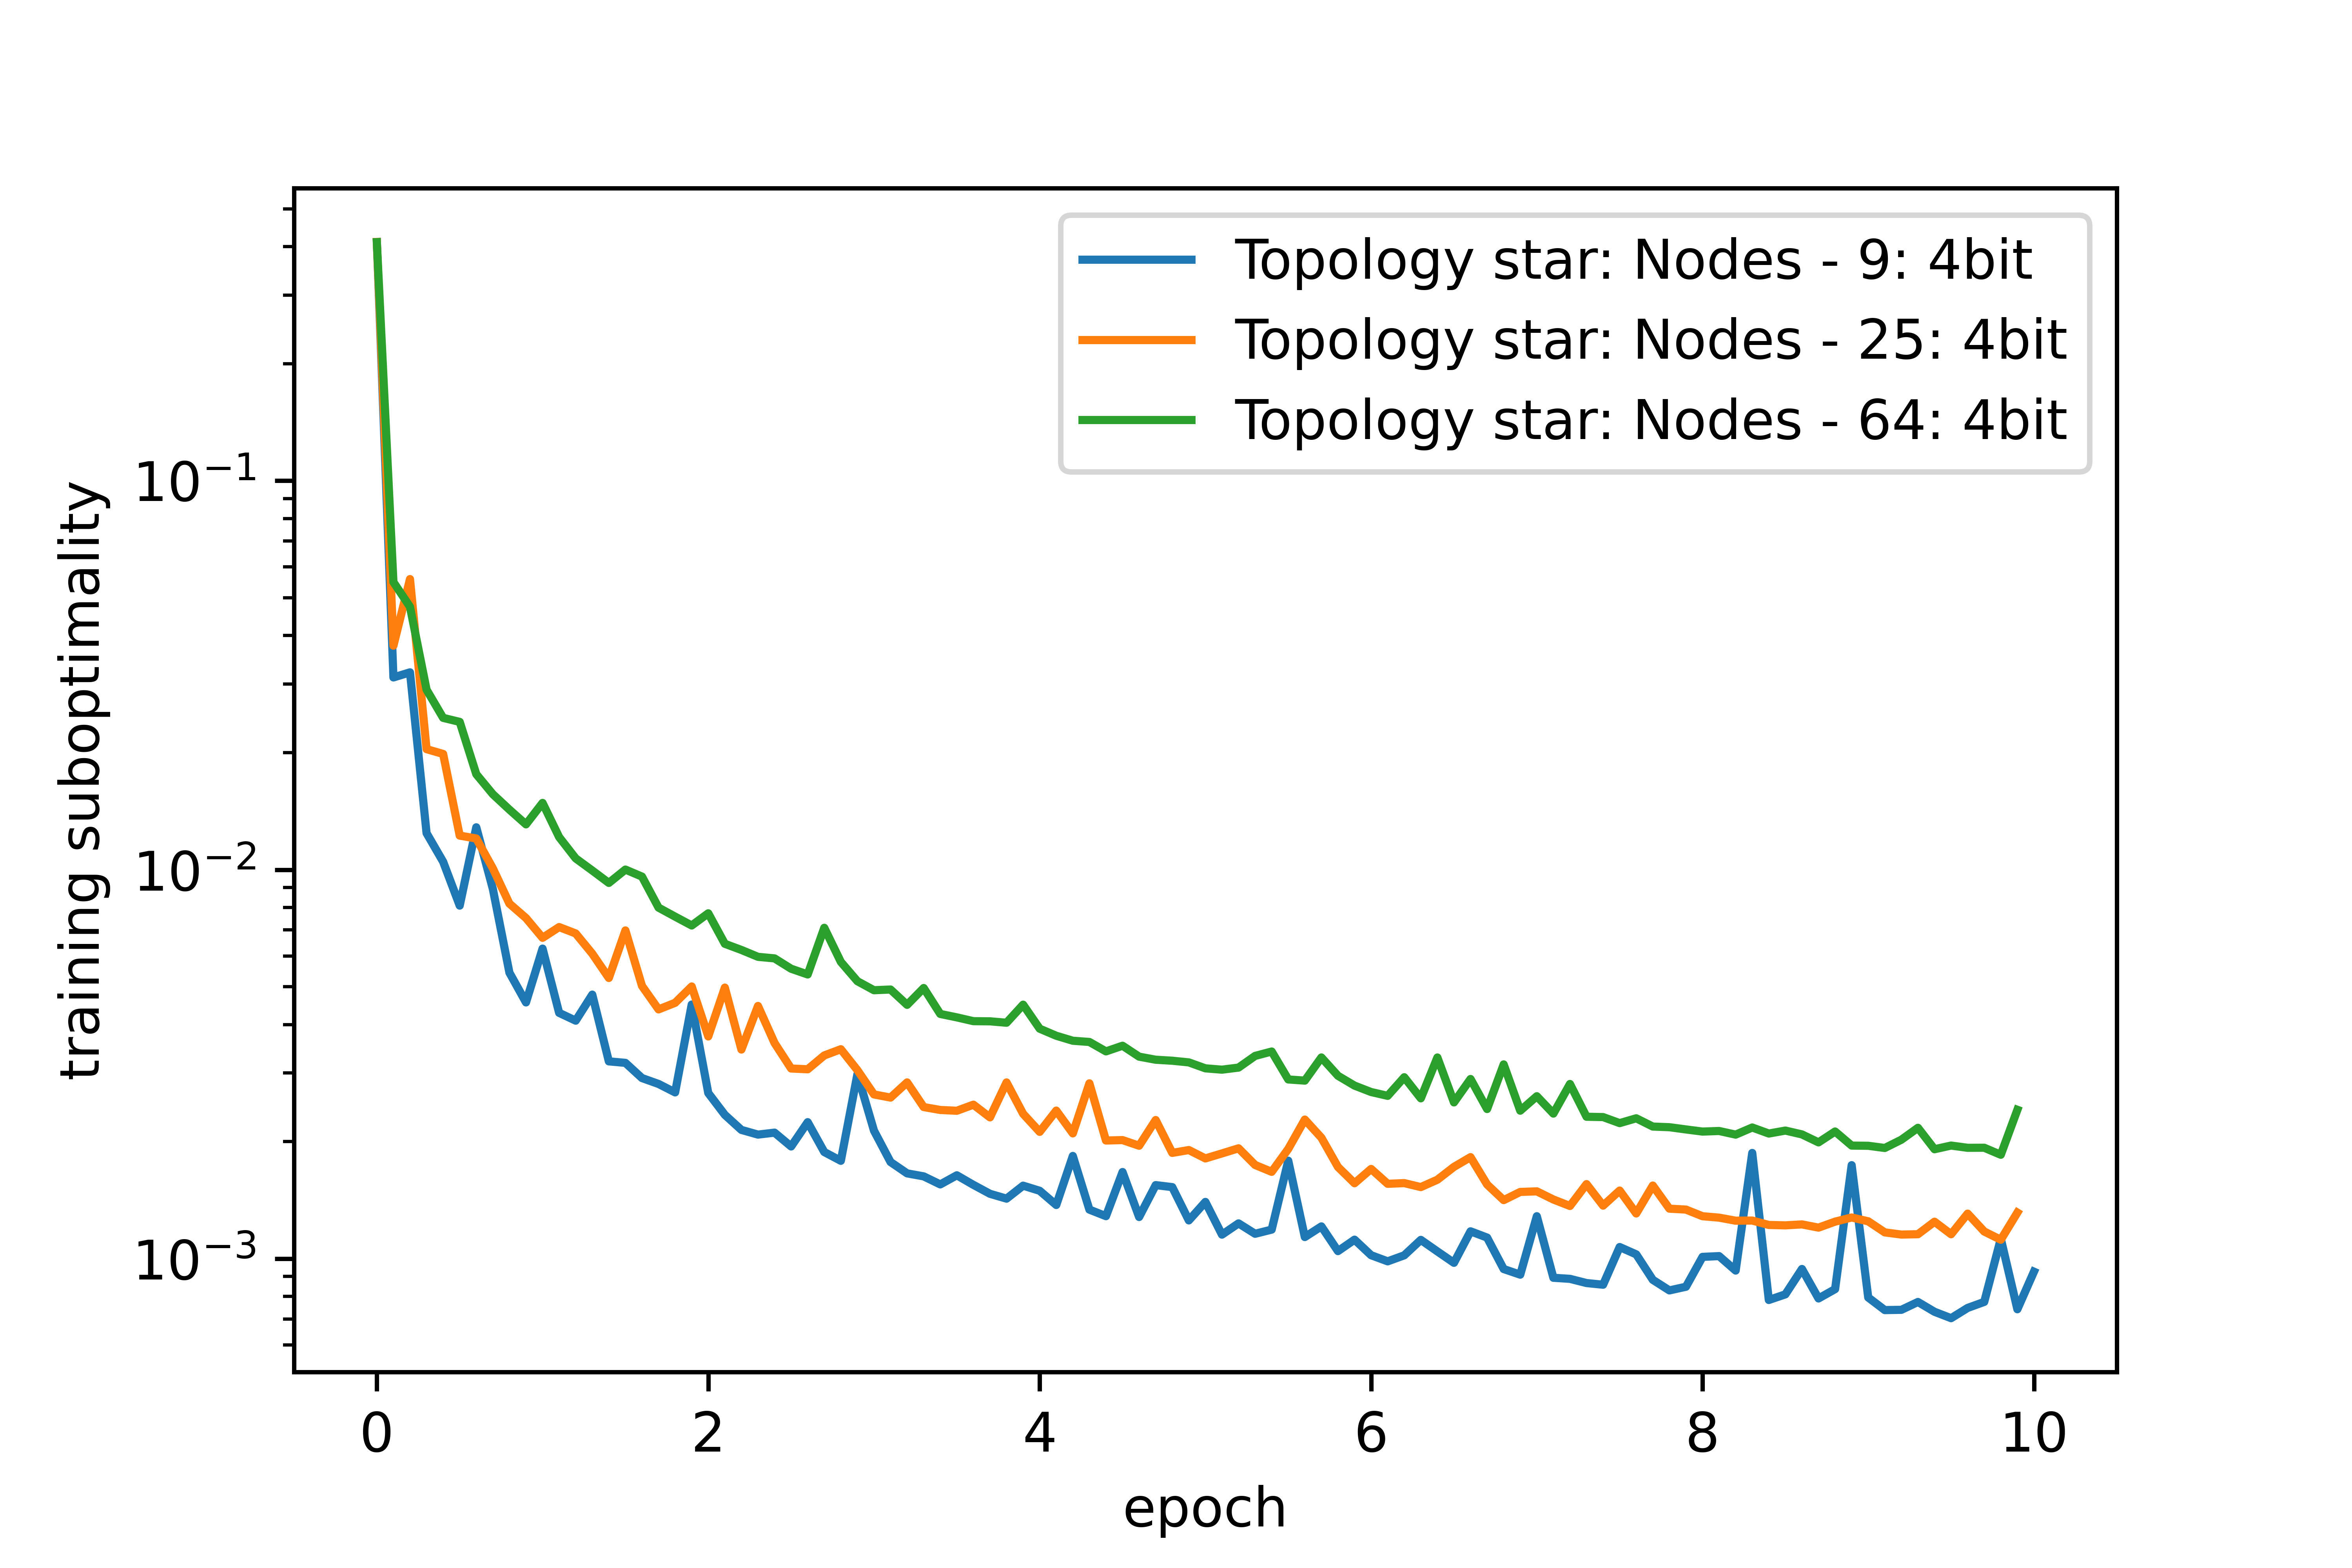 Topology star: Nodes - 9: 4bit
Topology star: Nodes - 25: 4bit
Topology star: Nodes - 64: 4bit
training suboptimality
10⁻¹
10⁻²
10⁻³
0 2 4 6 8 10
epoch